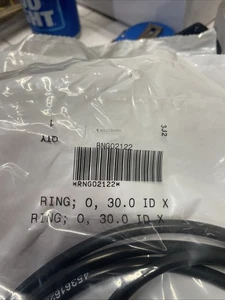 1
QTY
3J2
RNG02122
*RNG02122*
RING; O, 30.0 ID X
RING; O, 30.0 ID X